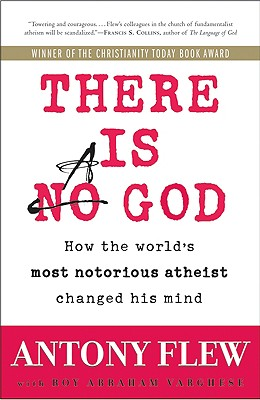 "Towering and courageous. . . .Flew's colleagues in the church of fundamentalist
atheism will be scandalized."—FRANCIS S. COLLINS, author of The Language of God
WINNER OF THE CHRISTIANITY TODAY BOOK AWARD
THERE
IS
A
NO GOD
How the world's
most notorious atheist
changed his mind
ANTONY FLEW
with ROY ABRAHAM VARGHESE